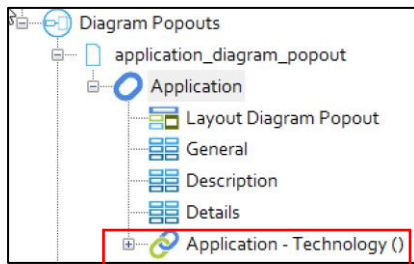 Diagram Popouts
application_diagram_popout
Application
Layout Diagram Popout
General
Description
Details
Application - Technology ()